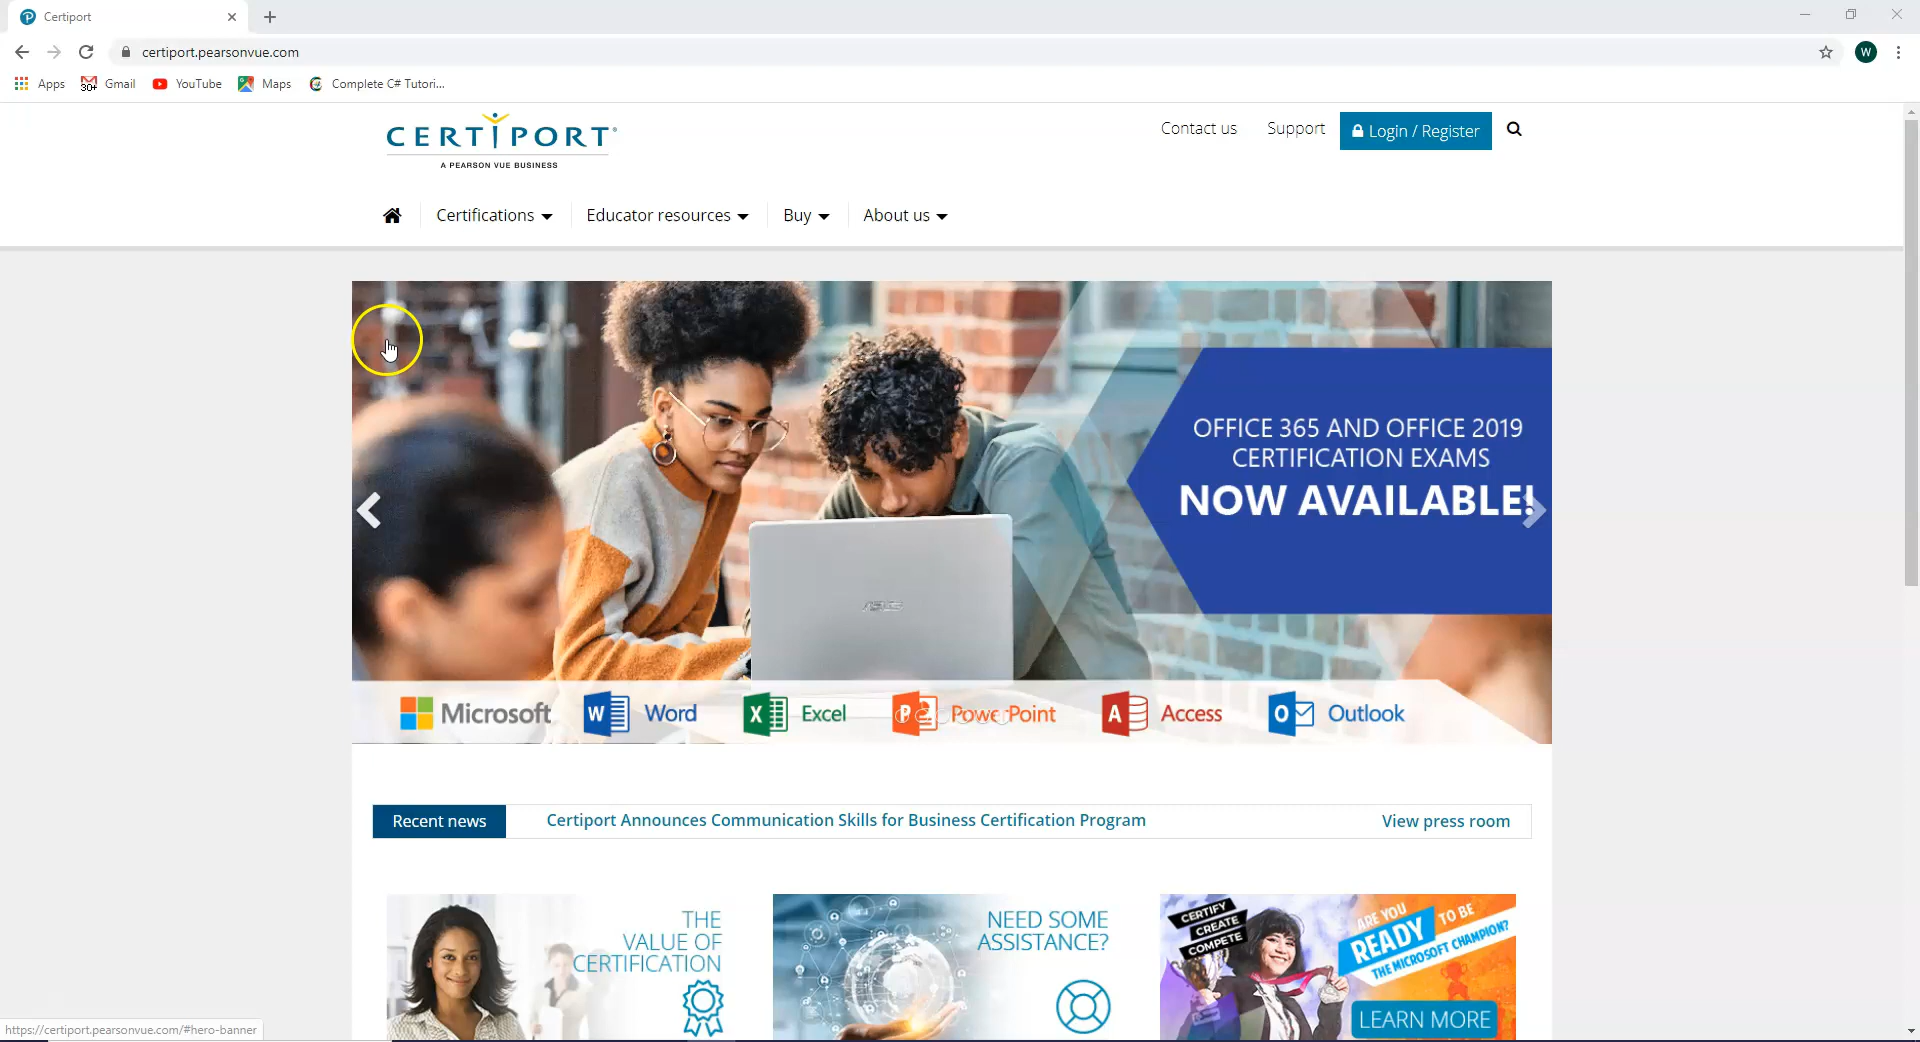 Certiport
certiport.pearsonvue.com
W
Apps
30+
Gmail
YouTube
Maps
Complete C# Tutori...
CERTIPORT
A PEARSON VUE BUSINESS
Contact us
Support
Login / Register
Certifications
Educator resources
Buy
About us
OFFICE 365 AND OFFICE 2019
CERTIFICATION EXAMS
NOW AVAILABLE!
ASUS
Microsoft
W Word
X Excel
P PowerPoint
A Access
O Outlook
Recent news
Certiport Announces Communication Skills for Business Certification Program
View press room
THE
VALUE OF
CERTIFICATION
NEED SOME
ASSISTANCE?
CERTIFY
CREATE
COMPETE
ARE YOU
READY TO BE
THE MICROSOFT CHAMPION?
LEARN MORE
https://certiport.pearsonvue.com/#hero-banner